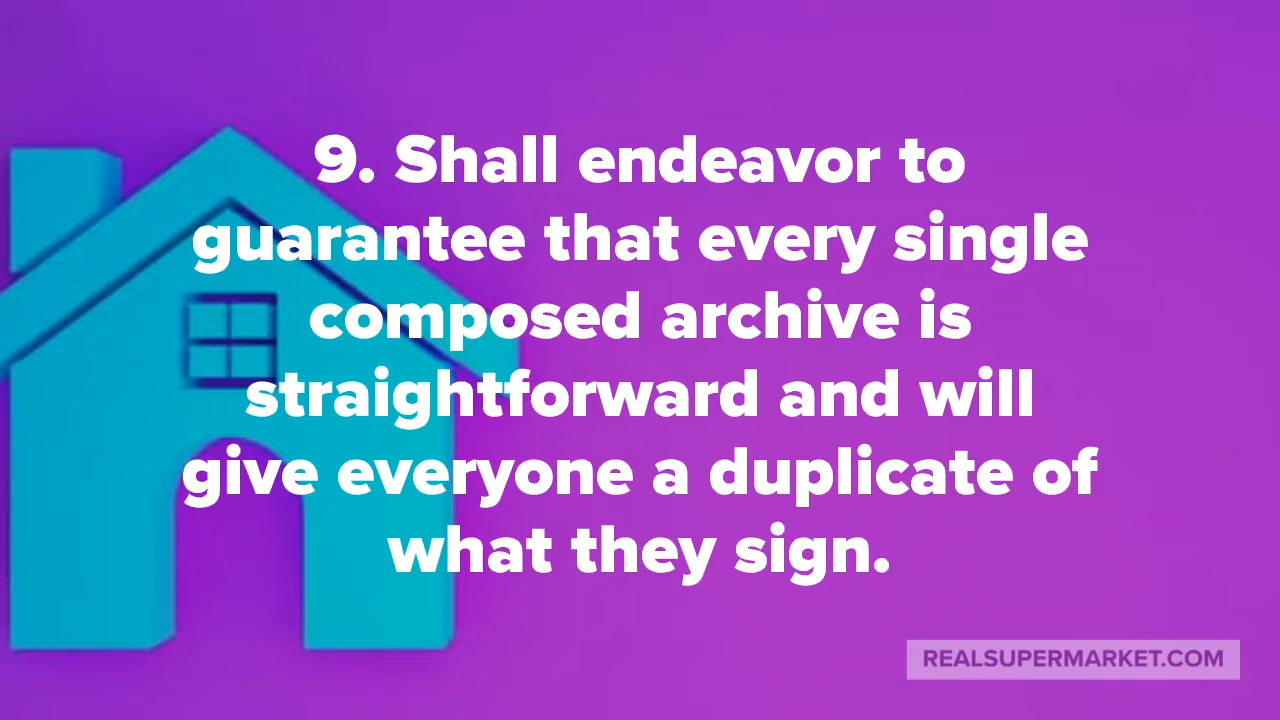 9. Shall endeavor to
guarantee that every single
composed archive is
straightforward and will
give everyone a duplicate of
what they sign.
REALSUPERMARKET.COM